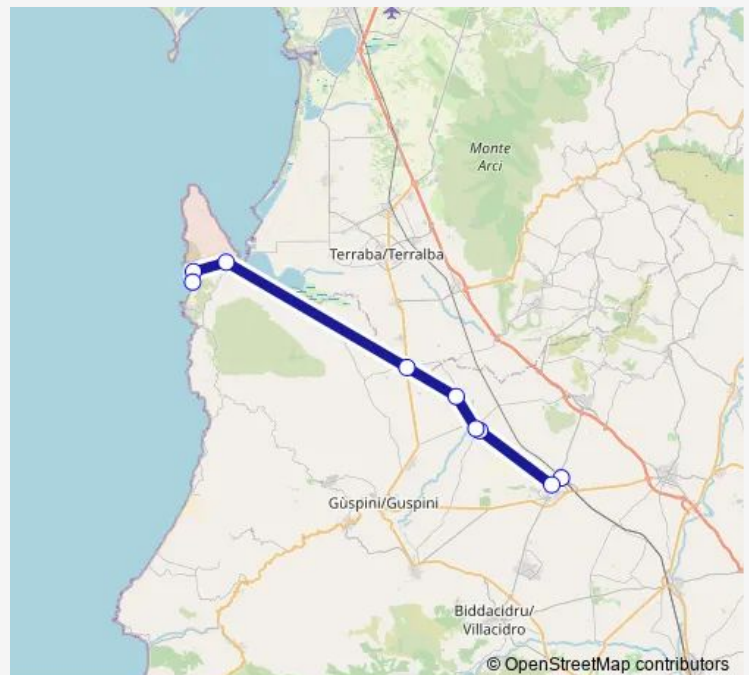 Monte
Arci
Terraba/Terralba
Gùspini/Guspini
Biddacidru/
Villacidro
© OpenStreetMap contributors